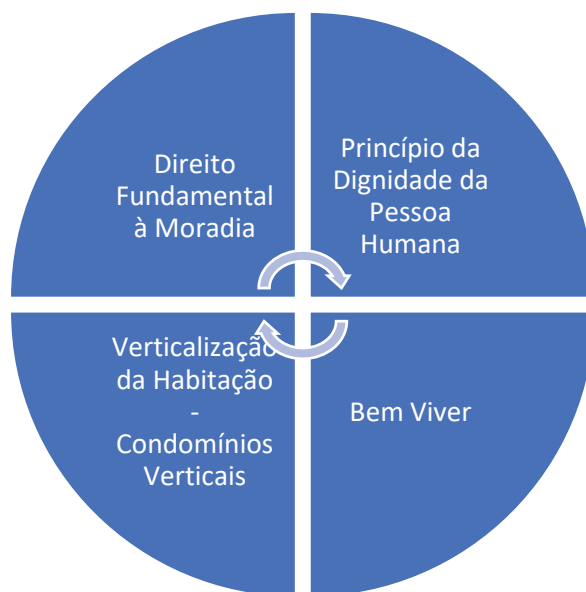 Direito
Fundamental
à Moradia
Princípio da
Dignidade da
Pessoa
Humana
Verticalização
da Habitação
-
Condomínios
Verticais
Bem Viver